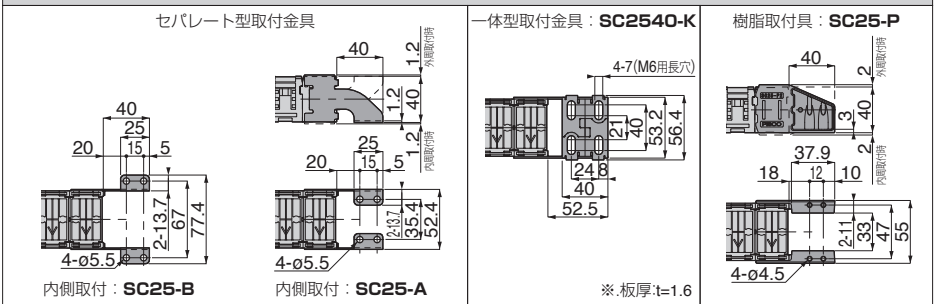 セパレート型取付金具
一体型取付金具：SC2540-K
樹脂取付具：SC25-P
40
1.2
外周取付時
1.2
40
1.2
内周取付時
40
25
20
15
5
2-13.7
67
77.4
4-ø5.5
内側取付：SC25-B
25
20
15
5
2-13.7
35.4
52.4
4-ø5.5
内側取付：SC25-A
4-7(M6用長穴)
21
40
53.2
56.4
24
8
40
52.5
※.板厚:t=1.6
40
2
外周取付時
3
40
2
内周取付時
37.9
18
12
10
2-11
33
47
55
4-ø4.5